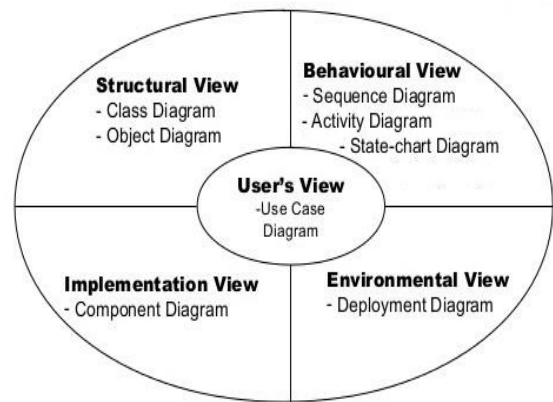 Structural View
- Class Diagram
- Object Diagram
Behavioural View
- Sequence Diagram
- Activity Diagram
- State-chart Diagram
User's View
-Use Case
Diagram
Implementation View
- Component Diagram
Environmental View
- Deployment Diagram